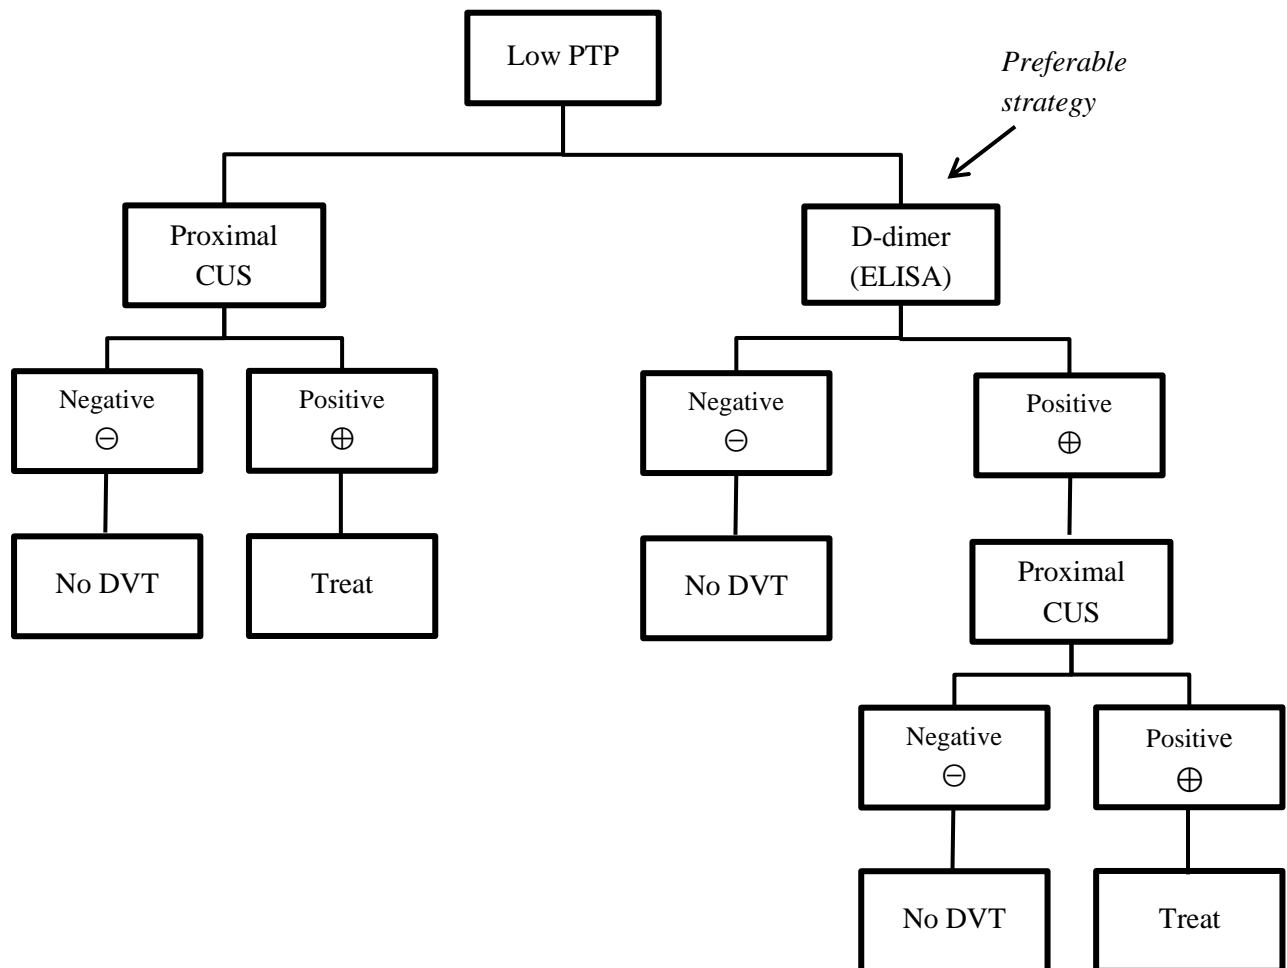 Low PTP
Preferable
strategy
Proximal
CUS
D-dimer
(ELISA)
Negative
⊖
Positive
⊕
Negative
⊖
Positive
⊕
No DVT
Treat
No DVT
Proximal
CUS
Negative
⊖
Positive
⊕
No DVT
Treat